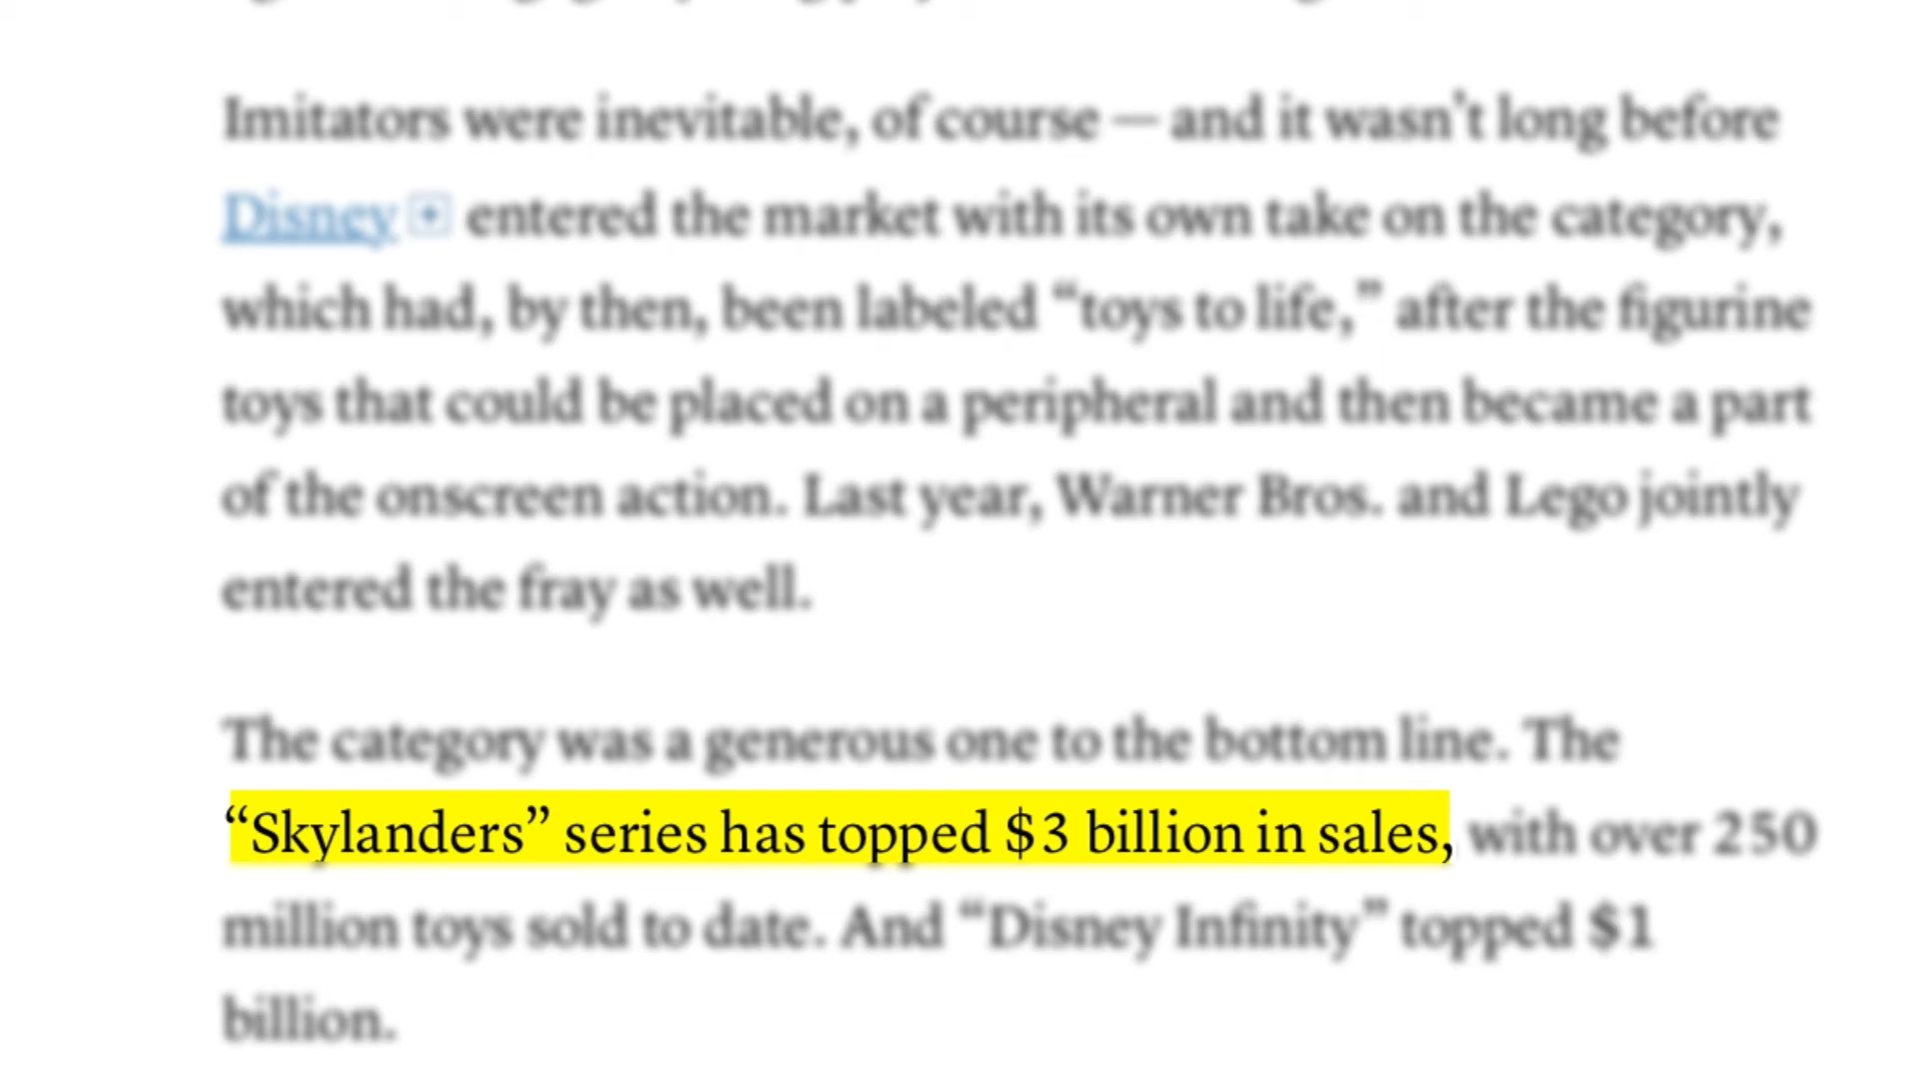 Imitators were inevitable, of course — and it wasn’t long before
Disney entered the market with its own take on the category,
which had, by then, been labeled “toys to life,” after the figurine
toys that could be placed on a peripheral and then became a part
of the onscreen action. Last year, Warner Bros. and Lego jointly
entered the fray as well.
The category was a generous one to the bottom line. The
“Skylanders” series has topped $3 billion in sales, with over 250
million toys sold to date. And “Disney Infinity” topped $1
billion.